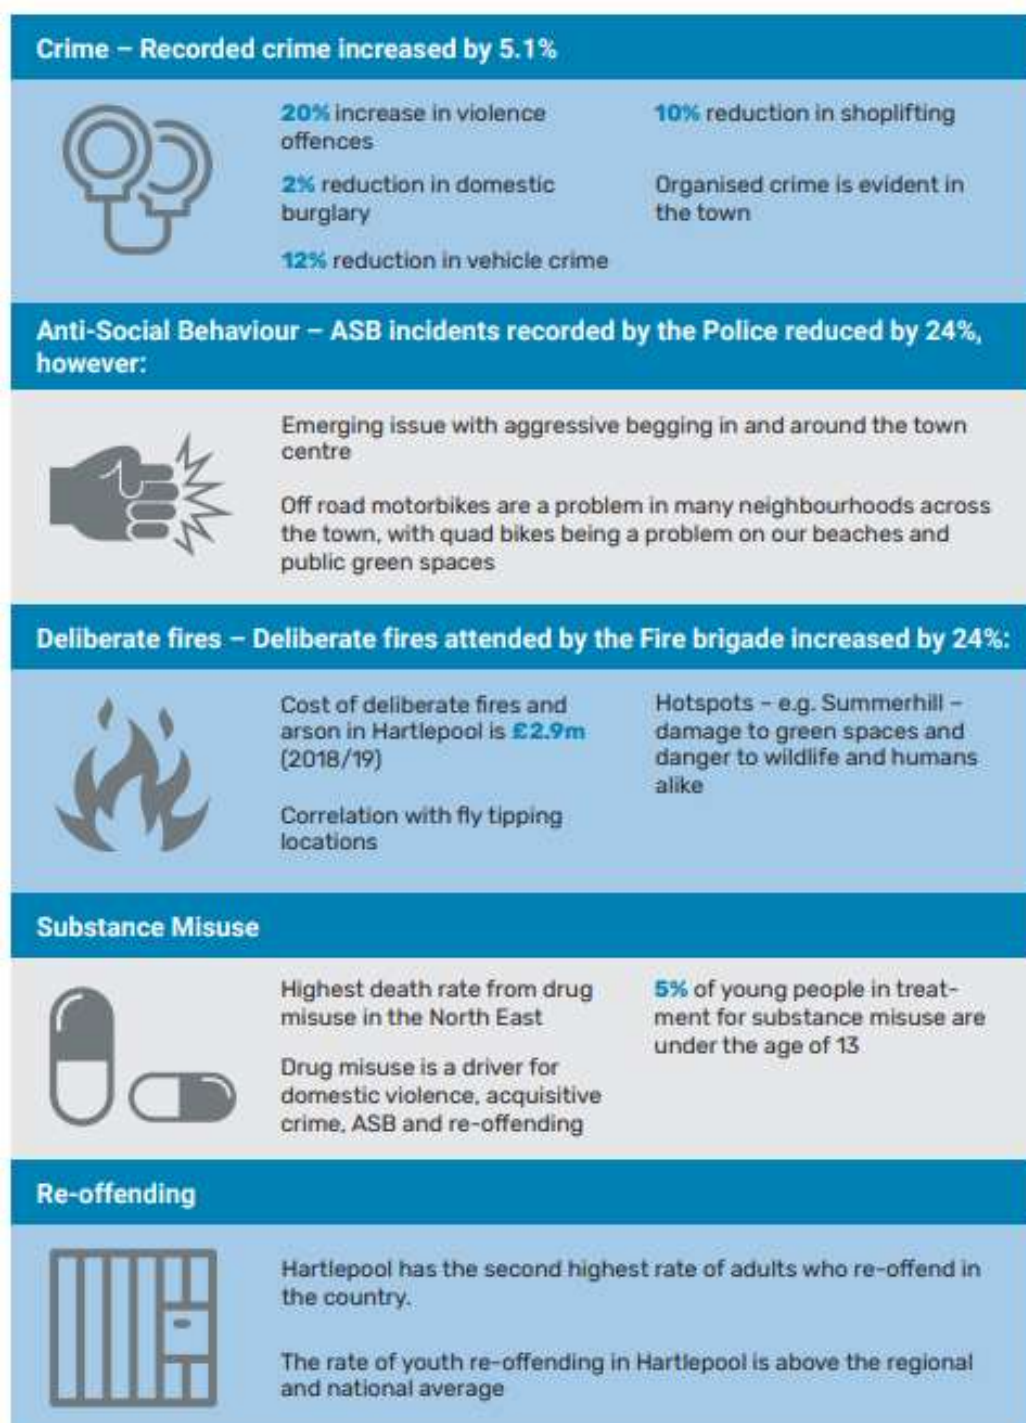 Crime – Recorded crime increased by 5.1%
20% increase in violence
offences
2% reduction in domestic
burglary
12% reduction in vehicle crime
10% reduction in shoplifting
Organised crime is evident in
the town
Anti-Social Behaviour – ASB incidents recorded by the Police reduced by 24%,
however:
Emerging issue with aggressive begging in and around the town
centre
Off road motorbikes are a problem in many neighbourhoods across
the town, with quad bikes being a problem on our beaches and
public green spaces
Deliberate fires – Deliberate fires attended by the Fire brigade increased by 24%:
Cost of deliberate fires and
arson in Hartlepool is £2.9m
(2018/19)
Correlation with fly tipping
locations
Hotspots – e.g. Summerhill –
damage to green spaces and
danger to wildlife and humans
alike
Substance Misuse
Highest death rate from drug
misuse in the North East
Drug misuse is a driver for
domestic violence, acquisitive
crime, ASB and re-offending
5% of young people in treat-
ment for substance misuse are
under the age of 13
Re-offending
Hartlepool has the second highest rate of adults who re-offend in
the country.
The rate of youth re-offending in Hartlepool is above the regional
and national average